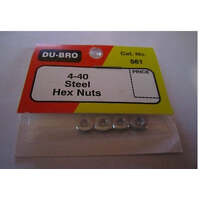 DU-BRO
Cat. No.
561
4-40
Steel
Hex Nuts
PRICE